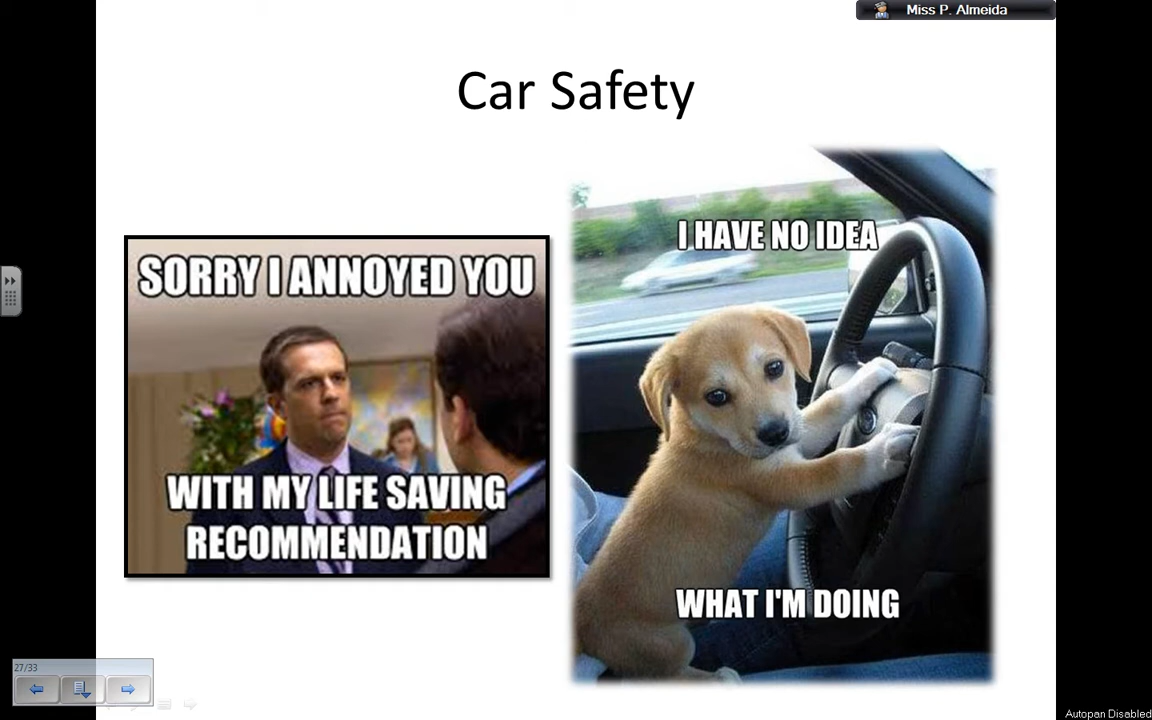 Miss P. Almeida
Car Safety
SORRY I ANNOYED YOU
WITH MY LIFE SAVING
RECOMMENDATION
I HAVE NO IDEA
WHAT I'M DOING
27/33
Autopan Disabled